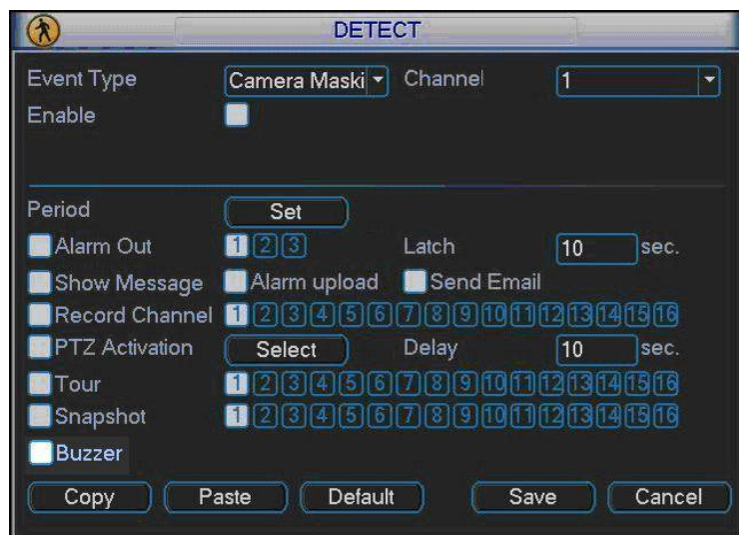 DETECT
Event Type Camera Maski Channel 1
Enable
Period Set
Alarm Out 1 2 3 Latch 10 sec.
Show Message Alarm upload Send Email
Record Channel 1 2 3 4 5 6 7 8 9 10 11 12 13 14 15 16
PTZ Activation Select Delay 10 sec.
Tour 1 2 3 4 5 6 7 8 9 10 11 12 13 14 15 16
Snapshot 1 2 3 4 5 6 7 8 9 10 11 12 13 14 15 16
Buzzer
Copy Paste Default Save Cancel